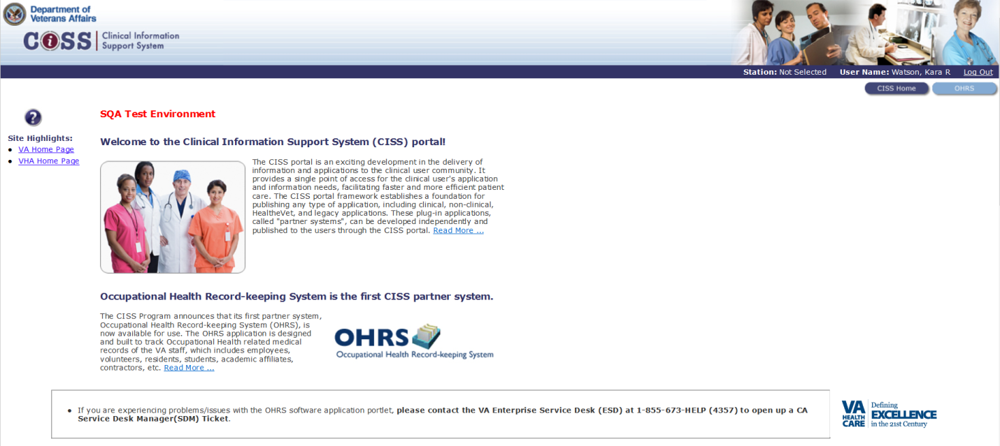 Department of
Veterans Affairs
CISS Clinical Information
Support System
Station: Not Selected User Name: Watson, Kara R Log Out
CISS Home OHRS
?
Site Highlights:
• VA Home Page
• VHA Home Page
SQA Test Environment
Welcome to the Clinical Information Support System (CISS) portal!
The CISS portal is an exciting development in the delivery of
information and applications to the clinical user community. It
provides a single point of access for the clinical user's application
and information needs, facilitating faster and more efficient patient
care. The CISS portal framework establishes a foundation for
publishing any type of application, including clinical, non-clinical,
HealtheVet, and legacy applications. These plug-in applications,
called "partner systems", can be developed independently and
published to the users through the CISS portal. Read More ...
Occupational Health Record-keeping System is the first CISS partner system.
The CISS Program announces that its first partner system,
Occupational Health Record-keeping System (OHRS), is
now available for use. The OHRS application is designed
and built to track Occupational Health related medical
records of the VA staff, which includes employees,
volunteers, residents, students, academic affiliates,
contractors, etc. Read More ...
OHRS
Occupational Health Record-keeping System
• If you are experiencing problems/issues with the OHRS software application portlet, please contact the VA Enterprise Service Desk (ESD) at 1-855-673-HELP (4357) to open up a CA
Service Desk Manager(SDM) Ticket.
VA
HEALTH
CARE
Defining
EXCELLENCE
in the 21st Century